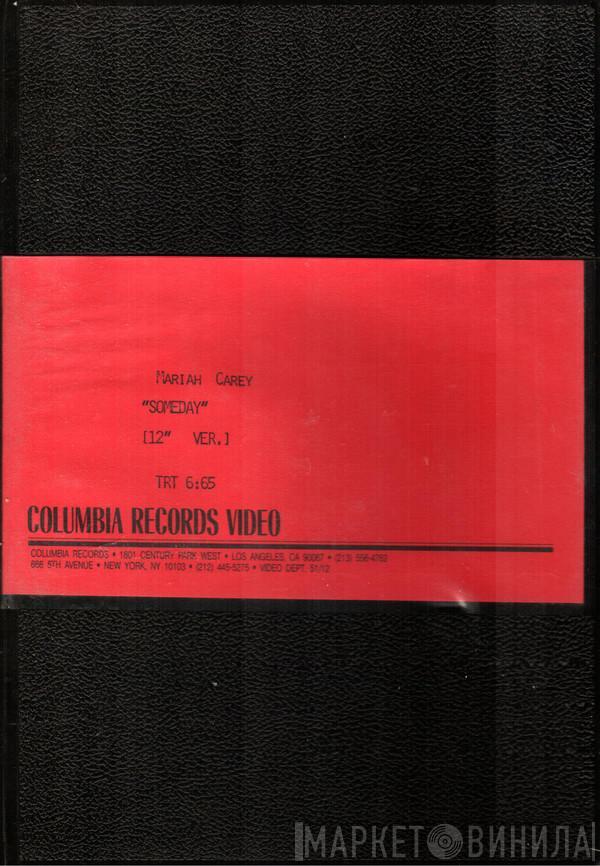 MARIAH CAREY
"SOMEDAY"
[12" VER.]
TRT 6:65
COLUMBIA RECORDS VIDEO
COLUMBIA RECORDS • 1801 CENTURY PARK WEST • LOS ANGELES, CA 90067 • (213) 556-4782
666 5TH AVENUE • NEW YORK, NY 10103 • (212) 445-5275 • VIDEO DEPT. 51/12
МАРКЕТ ВИНИЛА